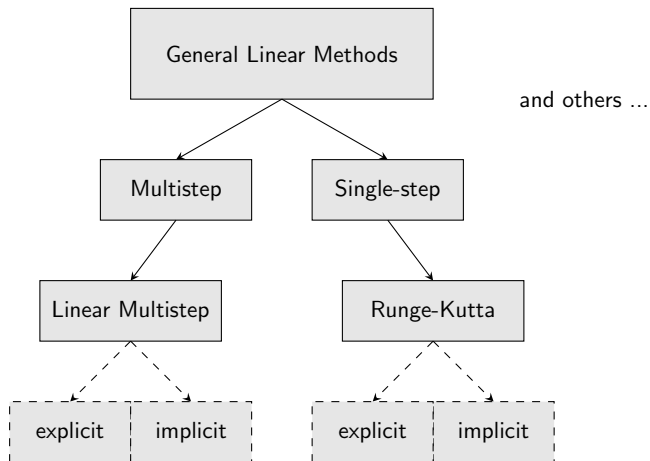 General Linear Methods
and others ...
Multistep
Single-step
Linear Multistep
Runge-Kutta
explicit
implicit
explicit
implicit